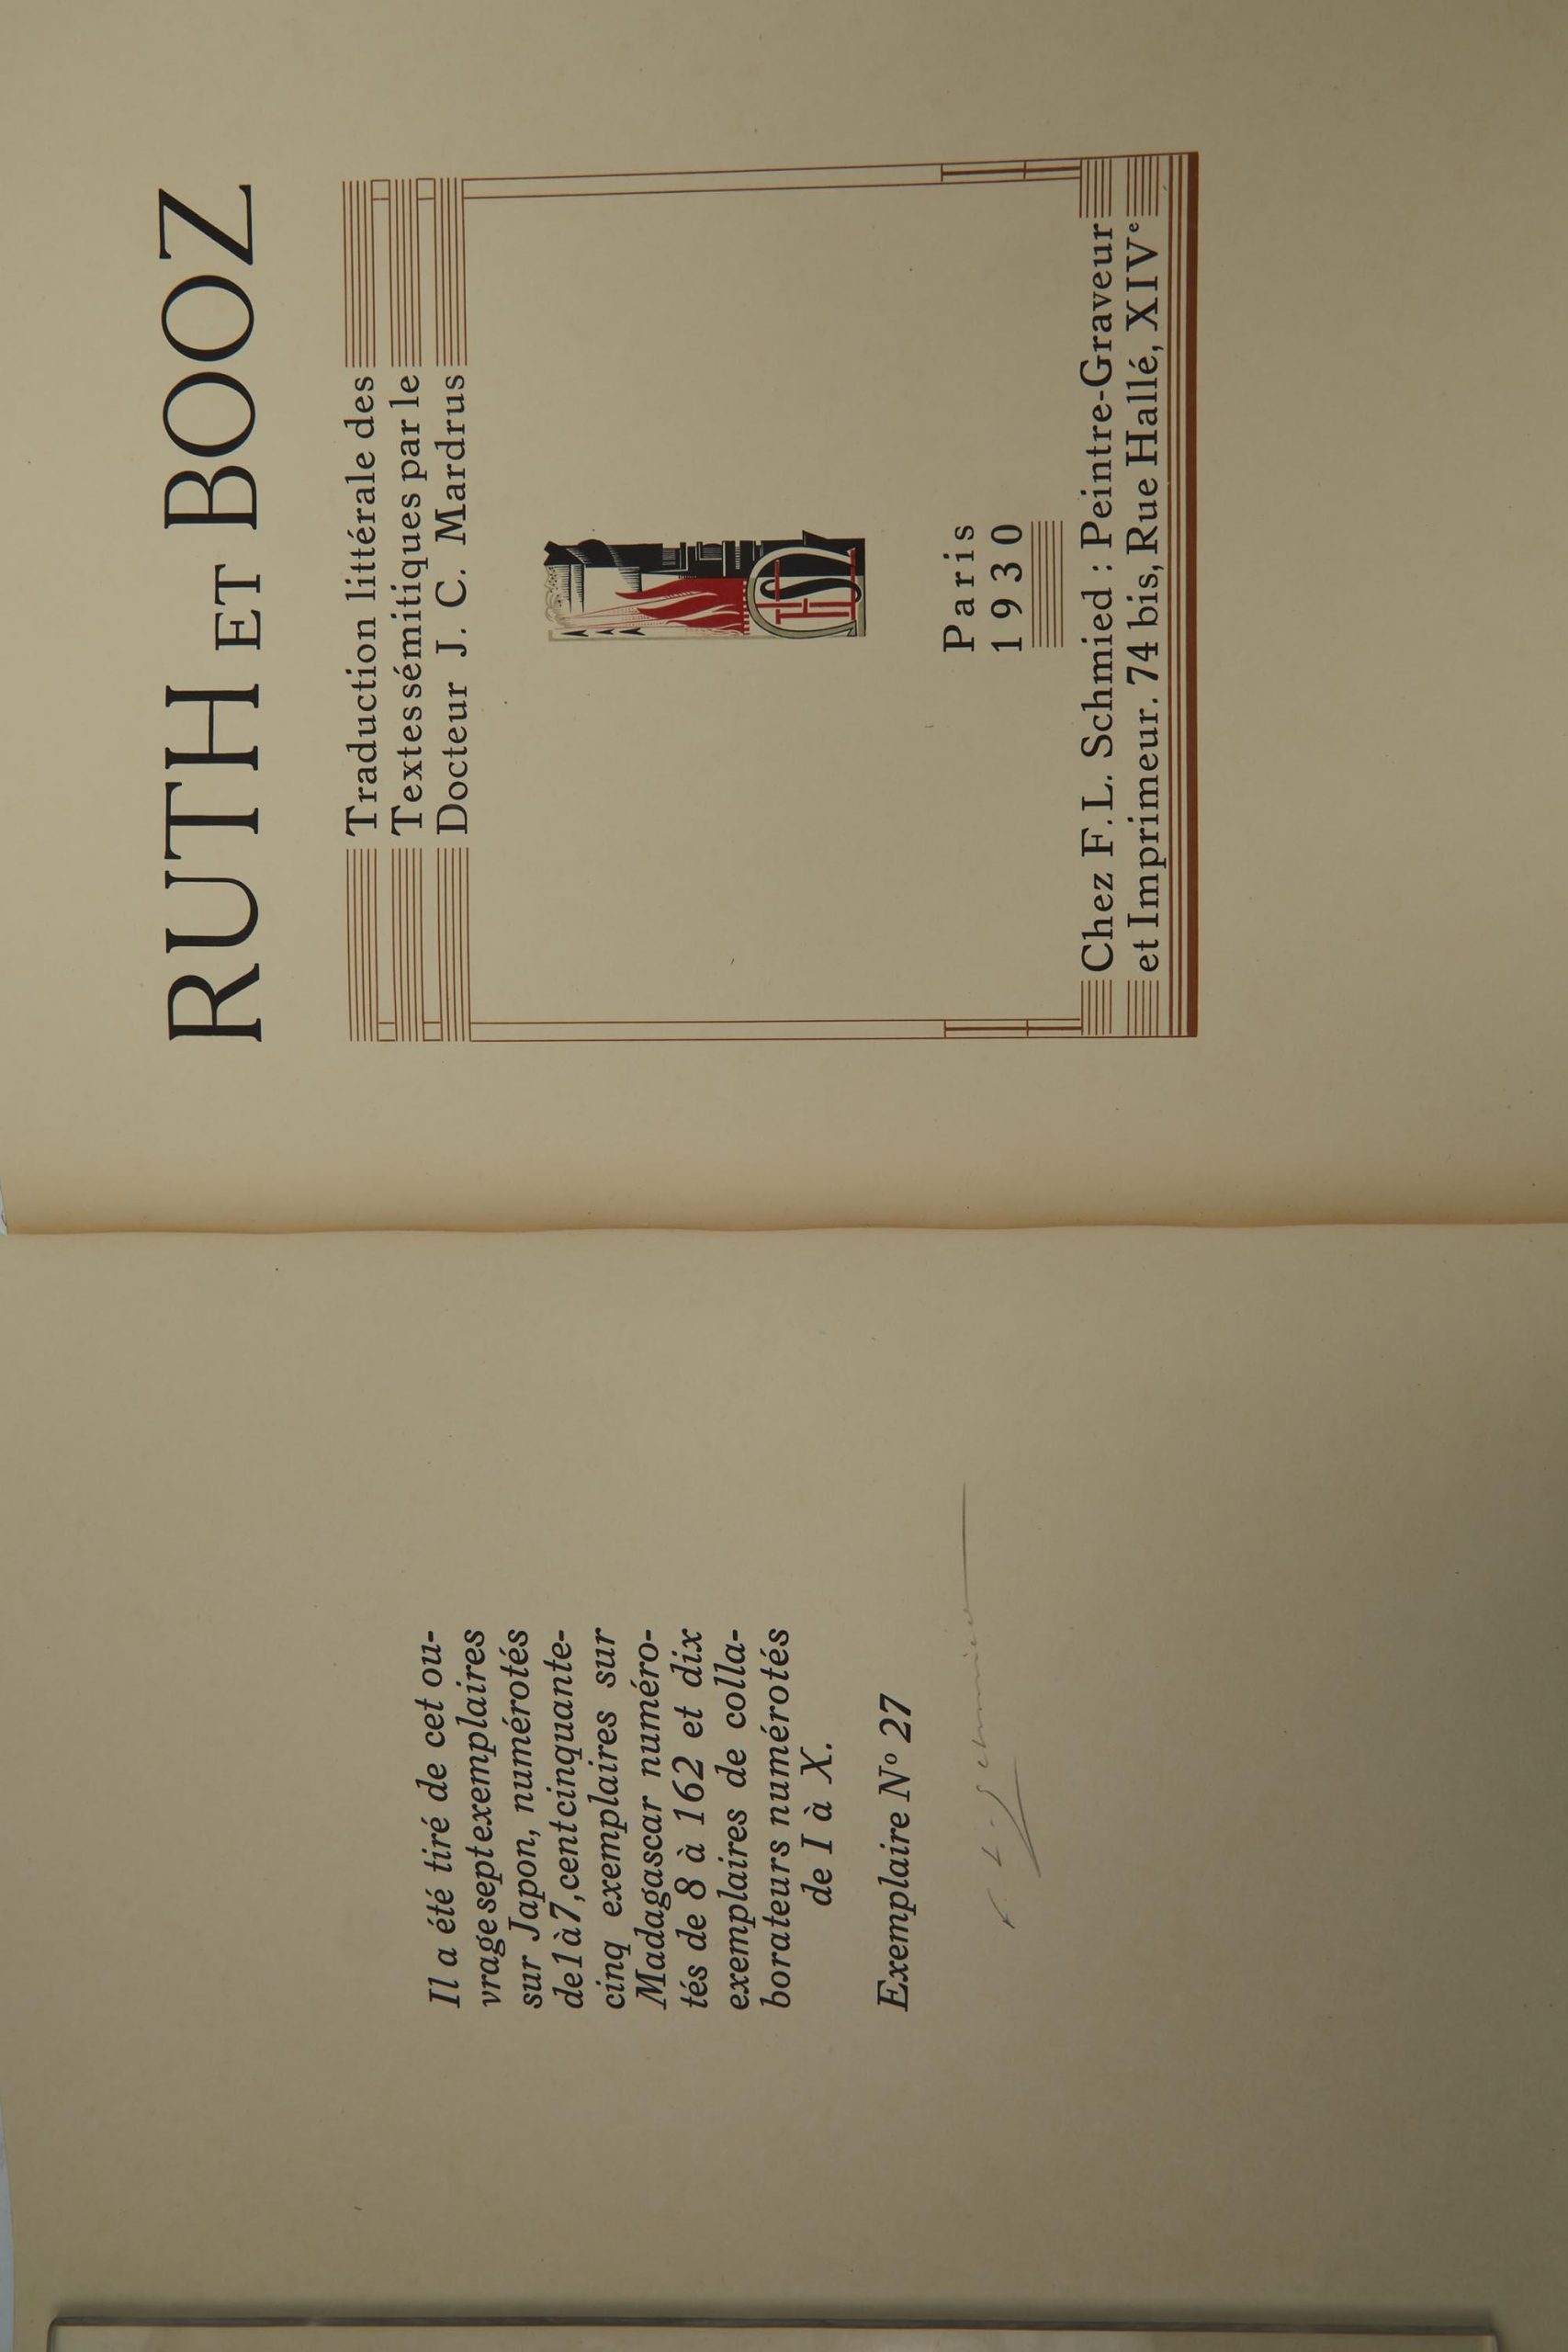 Il a été tiré de cet ou-
vrage sept exemplaires
sur Japon, numérotés
de 1 à 7, cent cinquante-
cinq exemplaires sur
Madagascar numéro-
tés de 8 à 162 et dix
exemplaires de colla-
borateurs numérotés
de I à X.
Exemplaire Nº 27
F. L. Schmied
RUTH ET BOOZ
Traduction littérale des
Textes sémitiques par le
Docteur J. C. Mardrus
Paris
1930
Chez F. L. Schmied : Peintre-Graveur
et Imprimeur. 74 bis, Rue Hallé, XIVᵉ